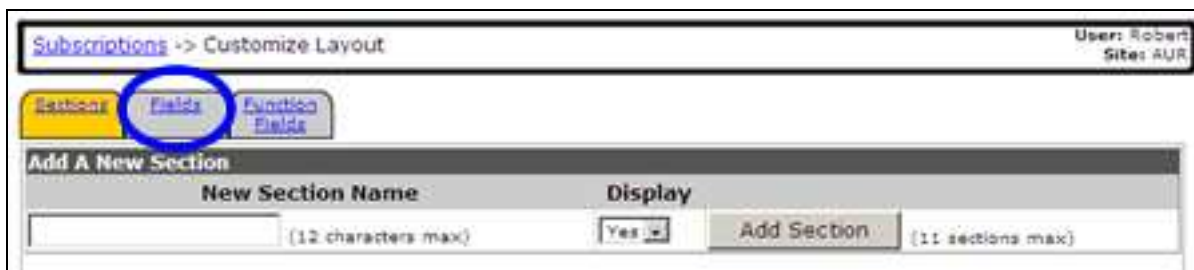 Subscriptions -> Customize Layout
User: Robert
Site: AUR
Sections
Fields
Function
Fields
Add A New Section
New Section Name
Display
(12 characters max)
Yes
Add Section
(11 sections max)